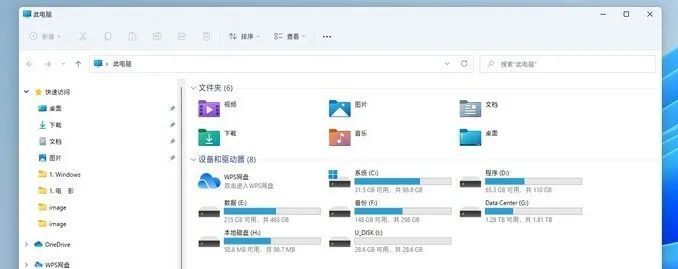 此电脑
新建
排序
查看
此电脑
搜索"此电脑"
快速访问
桌面
下载
文档
图片
1. Windows
1. 电 影
image
image
OneDrive
WPS网盘
文件夹 (6)
视频
图片
文档
下载
音乐
桌面
设备和驱动器 (8)
WPS网盘
双击进入WPS网盘
系统 (C:)
31.5 GB 可用，共 98.8 GB
程序 (D:)
65.3 GB 可用，共 110 GB
数据 (E:)
215 GB 可用，共 465 GB
备份 (F:)
148 GB 可用，共 298 GB
Data Center (G:)
1.28 TB 可用，共 1.81 TB
本地磁盘 (H:)
50.8 MB 可用，共 98.7 MB
U_DISK (I:)
28.6 GB 可用，共 28.6 GB